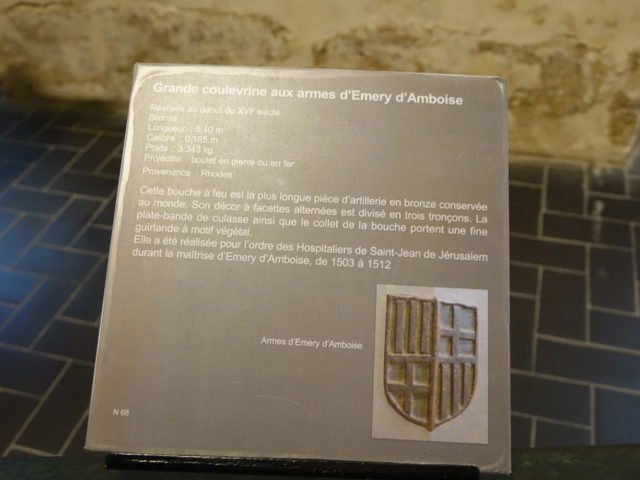 Grande coulevrine aux armes d'Emery d'Amboise
Réalisée au début du XVIe siècle
Bronze
Longueur : 5,40 m
Calibre : 0,165 m
Poids : 3 343 kg
Projectile : boulet en pierre ou en fer
Provenance : Rhodes
Cette bouche à feu est la plus longue pièce d'artillerie en bronze conservée
au monde. Son décor à facettes alternées est divisé en trois tronçons. La
plate-bande de culasse ainsi que le collet de la bouche portent une fine
guirlande à motif végétal.
Elle a été réalisée pour l'ordre des Hospitaliers de Saint-Jean de Jérusalem
durant la maîtrise d'Emery d'Amboise, de 1503 à 1512
Armes d'Emery d'Amboise
N 66